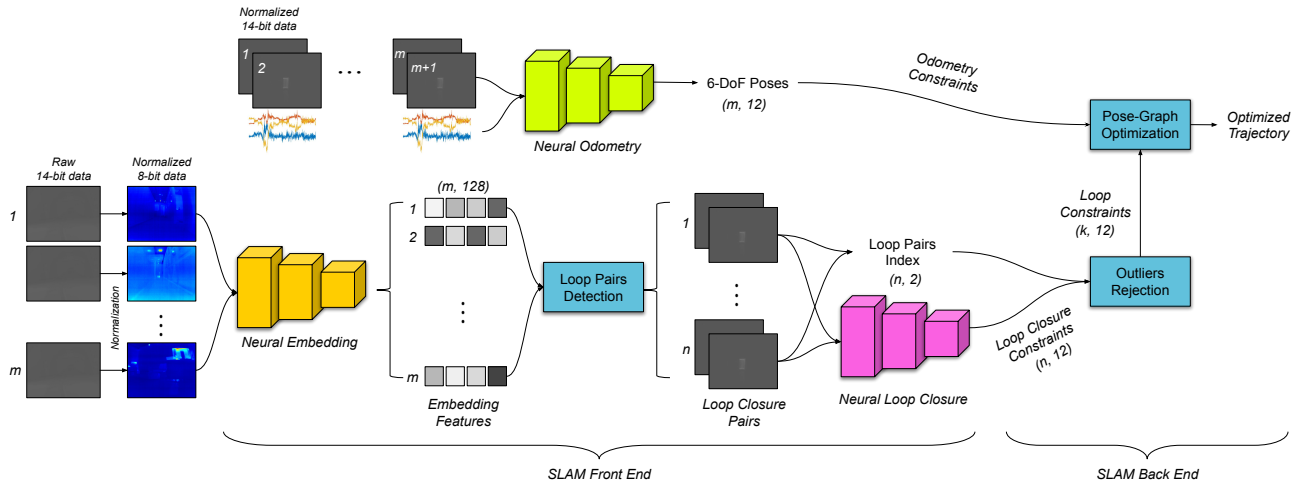 Normalized
14-bit data
1
2
m
m+1
Neural Odometry
6-DoF Poses
(m, 12)
Odometry
Constraints
Pose-Graph
Optimization
Optimized
Trajectory
Raw
14-bit data
Normalized
8-bit data
1
m
Normalization
Neural Embedding
(m, 128)
1
2
m
Embedding
Features
Loop Pairs
Detection
1
n
Loop Closure
Pairs
Loop Pairs
Index
(n, 2)
Neural Loop Closure
Loop Closure
Constraints
(n, 12)
Loop
Constraints
(k, 12)
Outliers
Rejection
SLAM Front End
SLAM Back End